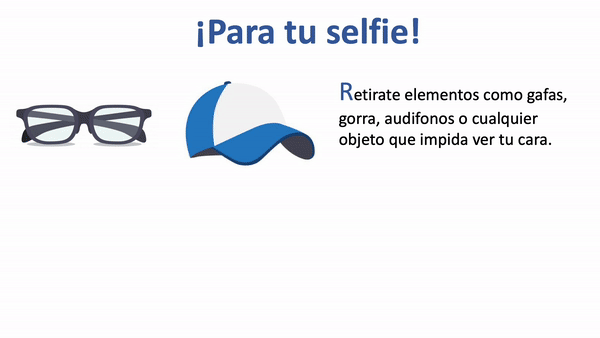 ¡Para tu selfie!
Retirate elementos como gafas,
gorra, audifonos o cualquier
objeto que impida ver tu cara.